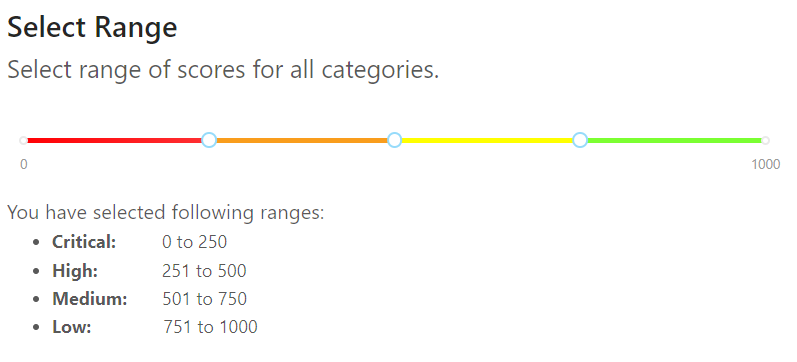 Select Range
Select range of scores for all categories.
0 1000
You have selected following ranges:
• Critical: 0 to 250
• High: 251 to 500
• Medium: 501 to 750
• Low: 751 to 1000